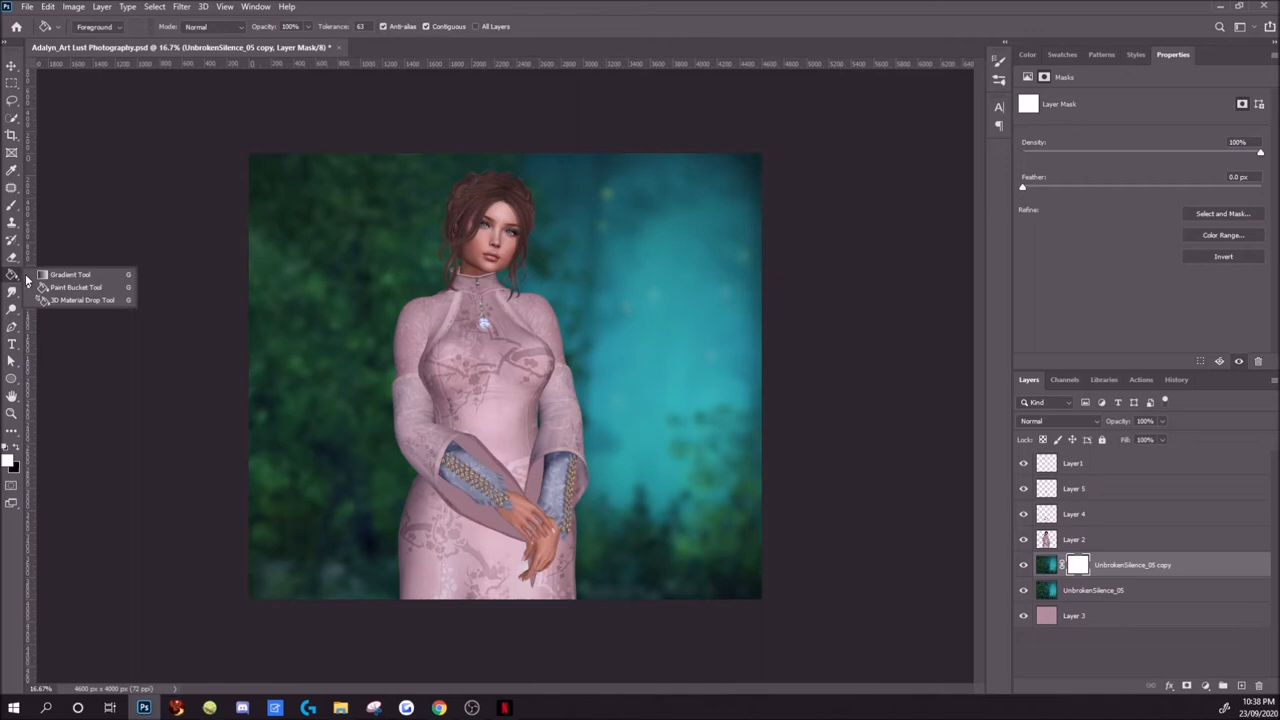 File Edit Image Layer Type Select Filter 3D View Window Help
Foreground Mode: Normal Opacity: 100% Tolerance: 63 Anti-alias Contiguous All Layers
Adalyn_Art Lust Photography.psd @ 16.7% (UnbrokenSilence_05 copy, Layer Mask/8) *
Color Swatches Patterns Styles Properties
Masks
Layer Mask
Density: 100%
Feather: 0.0 px
Refine:
Select and Mask...
Color Range...
Invert
Gradient Tool G
Paint Bucket Tool G
3D Material Drop Tool G
Layers Channels Libraries Actions History
Kind
Normal Opacity: 100%
Lock: Fill: 100%
Layer1
Layer 5
Layer 4
Layer 2
UnbrokenSilence_05 copy
UnbrokenSilence_05
Layer 3
16.67% 4600 px x 4000 px (72 ppi)
10:38 PM
23/09/2020